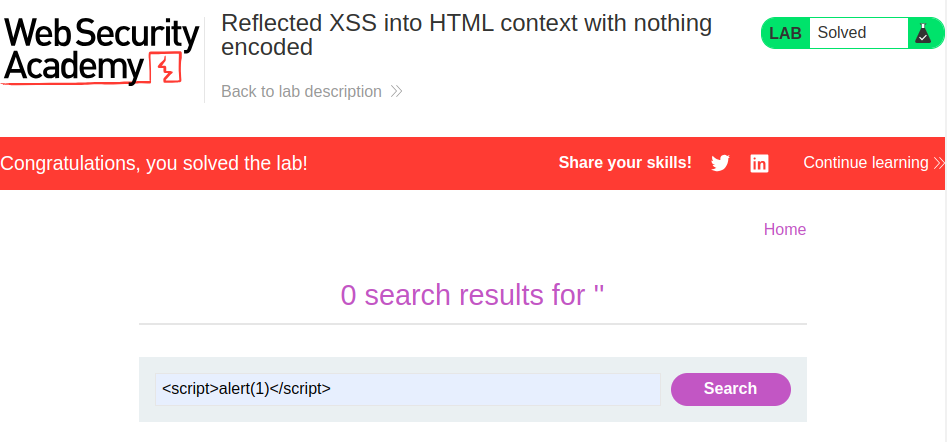 Web Security
Academy
Reflected XSS into HTML context with nothing
encoded
Back to lab description
LAB Solved
Congratulations, you solved the lab!
Share your skills!
Continue learning
Home
0 search results for ''
<script>alert(1)</script>
Search